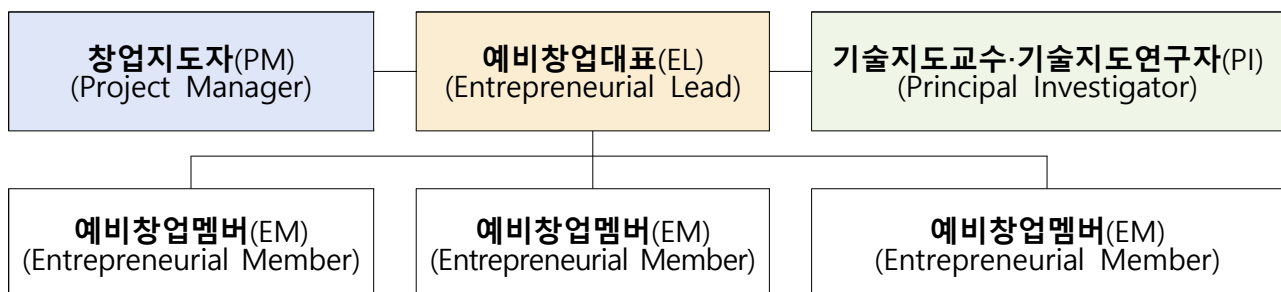 창업지도자(PM)
(Project Manager)
예비창업대표(EL)
(Entrepreneurial Lead)
기술지도교수·기술지도연구자(PI)
(Principal Investigator)
예비창업멤버(EM)
(Entrepreneurial Member)
예비창업멤버(EM)
(Entrepreneurial Member)
예비창업멤버(EM)
(Entrepreneurial Member)